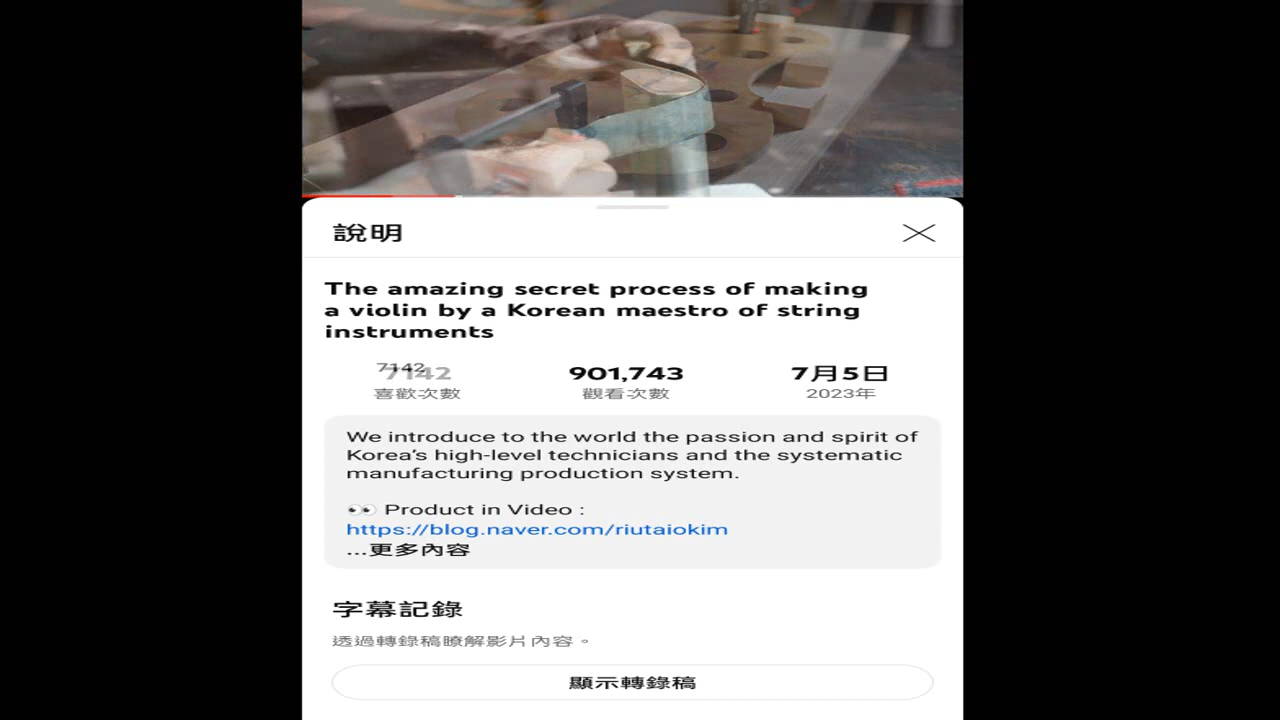 說明
The amazing secret process of making
a violin by a Korean maestro of string
instruments
7142 901,743 7月5日
喜歡次數 觀看次數 2023年
We introduce to the world the passion and spirit of
Korea's high-level technicians and the systematic
manufacturing production system.
👀 Product in Video :
https://blog.naver.com/riutaiokim
...更多內容
字幕記錄
透過轉錄稿瞭解影片內容。
顯示轉錄稿